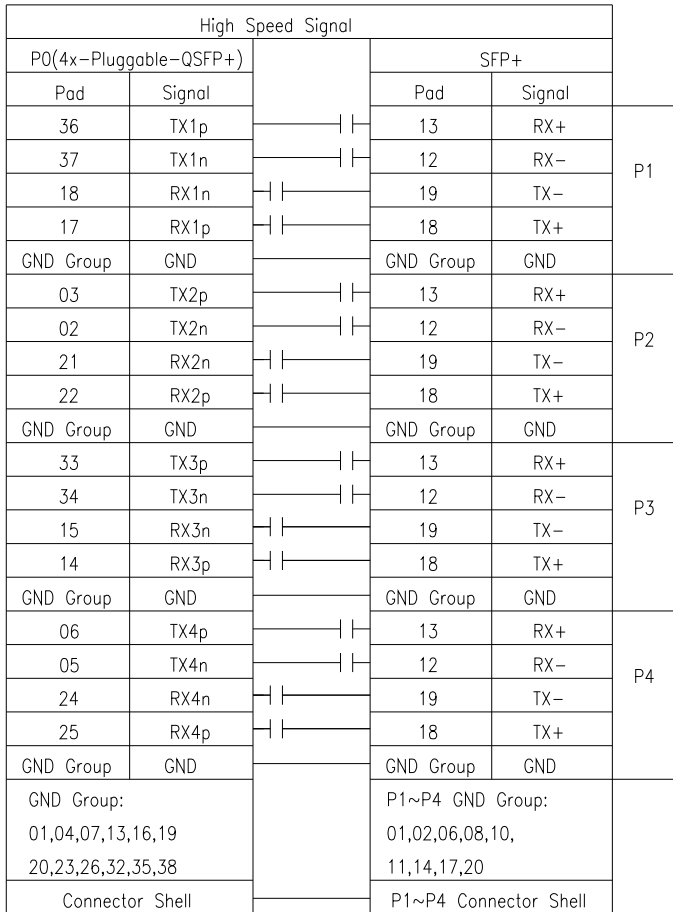 High Speed Signal
P0(4x-Pluggable-QSFP+) SFP+
Pad Signal Pad Signal
36 TX1p 13 RX+
37 TX1n 12 RX-
P1
18 RX1n 19 TX-
17 RX1p 18 TX+
GND Group GND GND Group GND
03 TX2p 13 RX+
02 TX2n 12 RX-
P2
21 RX2n 19 TX-
22 RX2p 18 TX+
GND Group GND GND Group GND
33 TX3p 13 RX+
34 TX3n 12 RX-
P3
15 RX3n 19 TX-
14 RX3p 18 TX+
GND Group GND GND Group GND
06 TX4p 13 RX+
05 TX4n 12 RX-
P4
24 RX4n 19 TX-
25 RX4p 18 TX+
GND Group GND GND Group GND
GND Group: P1~P4 GND Group:
01,04,07,13,16,19 01,02,06,08,10,
20,23,26,32,35,38 11,14,17,20
Connector Shell P1~P4 Connector Shell